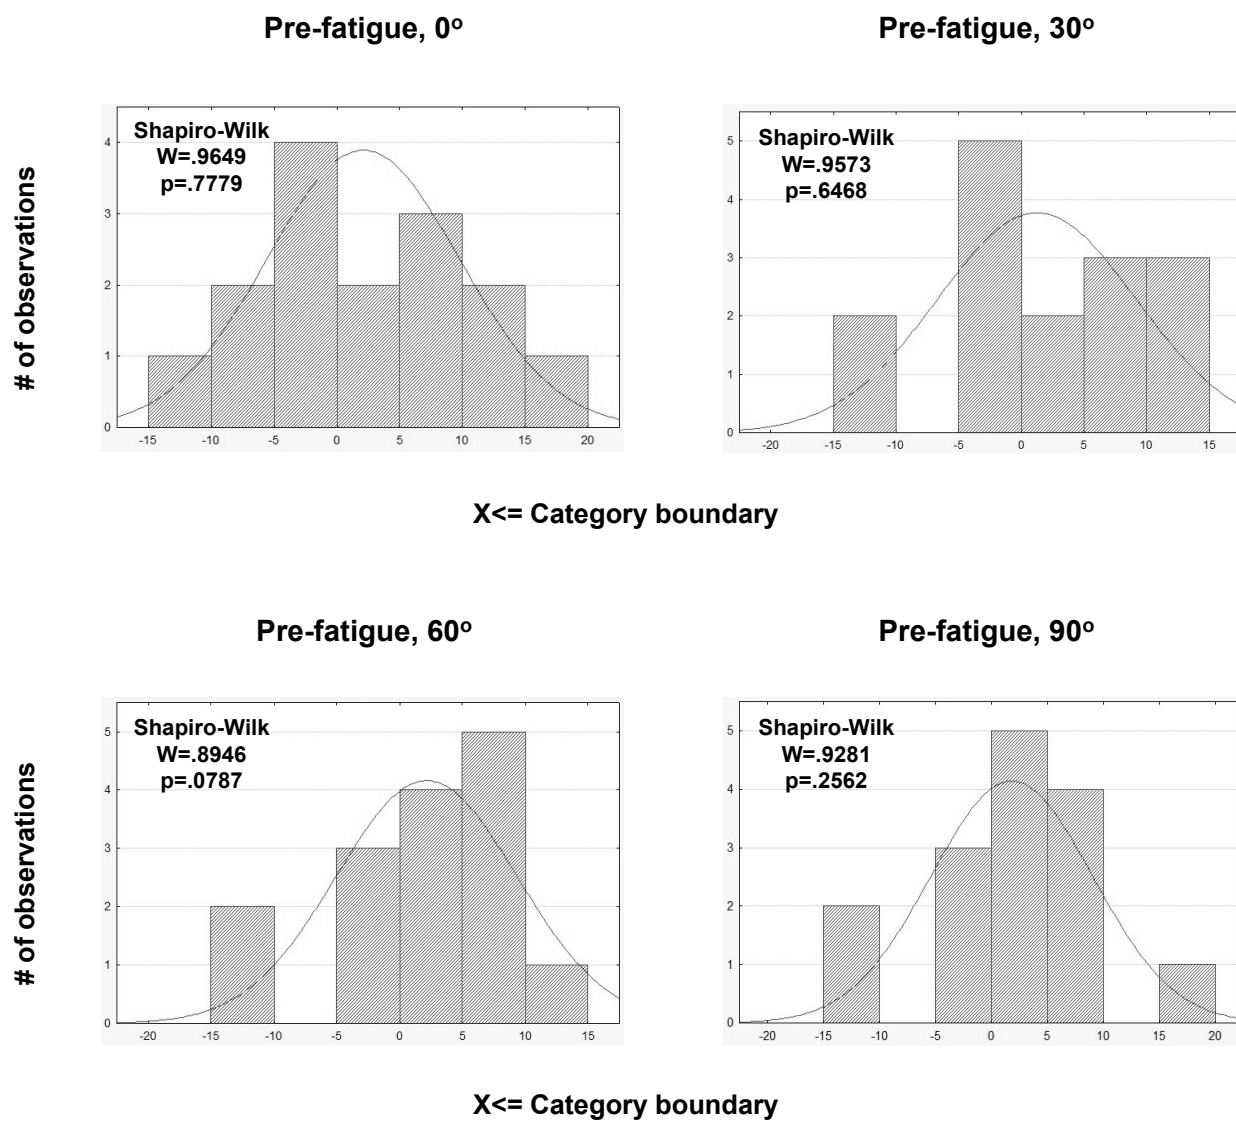 Pre-fatigue, 0º
Pre-fatigue, 30º
# of observations
Shapiro-Wilk
W=.9649
p=.7779
4
3
2
1
0
-15 -10 -5 0 5 10 15 20
Shapiro-Wilk
W=.9573
p=.6468
5
4
3
2
1
0
-20 -15 -10 -5 0 5 10 15
X<= Category boundary
Pre-fatigue, 60º
Pre-fatigue, 90º
# of observations
Shapiro-Wilk
W=.8946
p=.0787
5
4
3
2
1
0
-20 -15 -10 -5 0 5 10 15
Shapiro-Wilk
W=.9281
p=.2562
5
4
3
2
1
0
-20 -15 -10 -5 0 5 10 15 20
X<= Category boundary